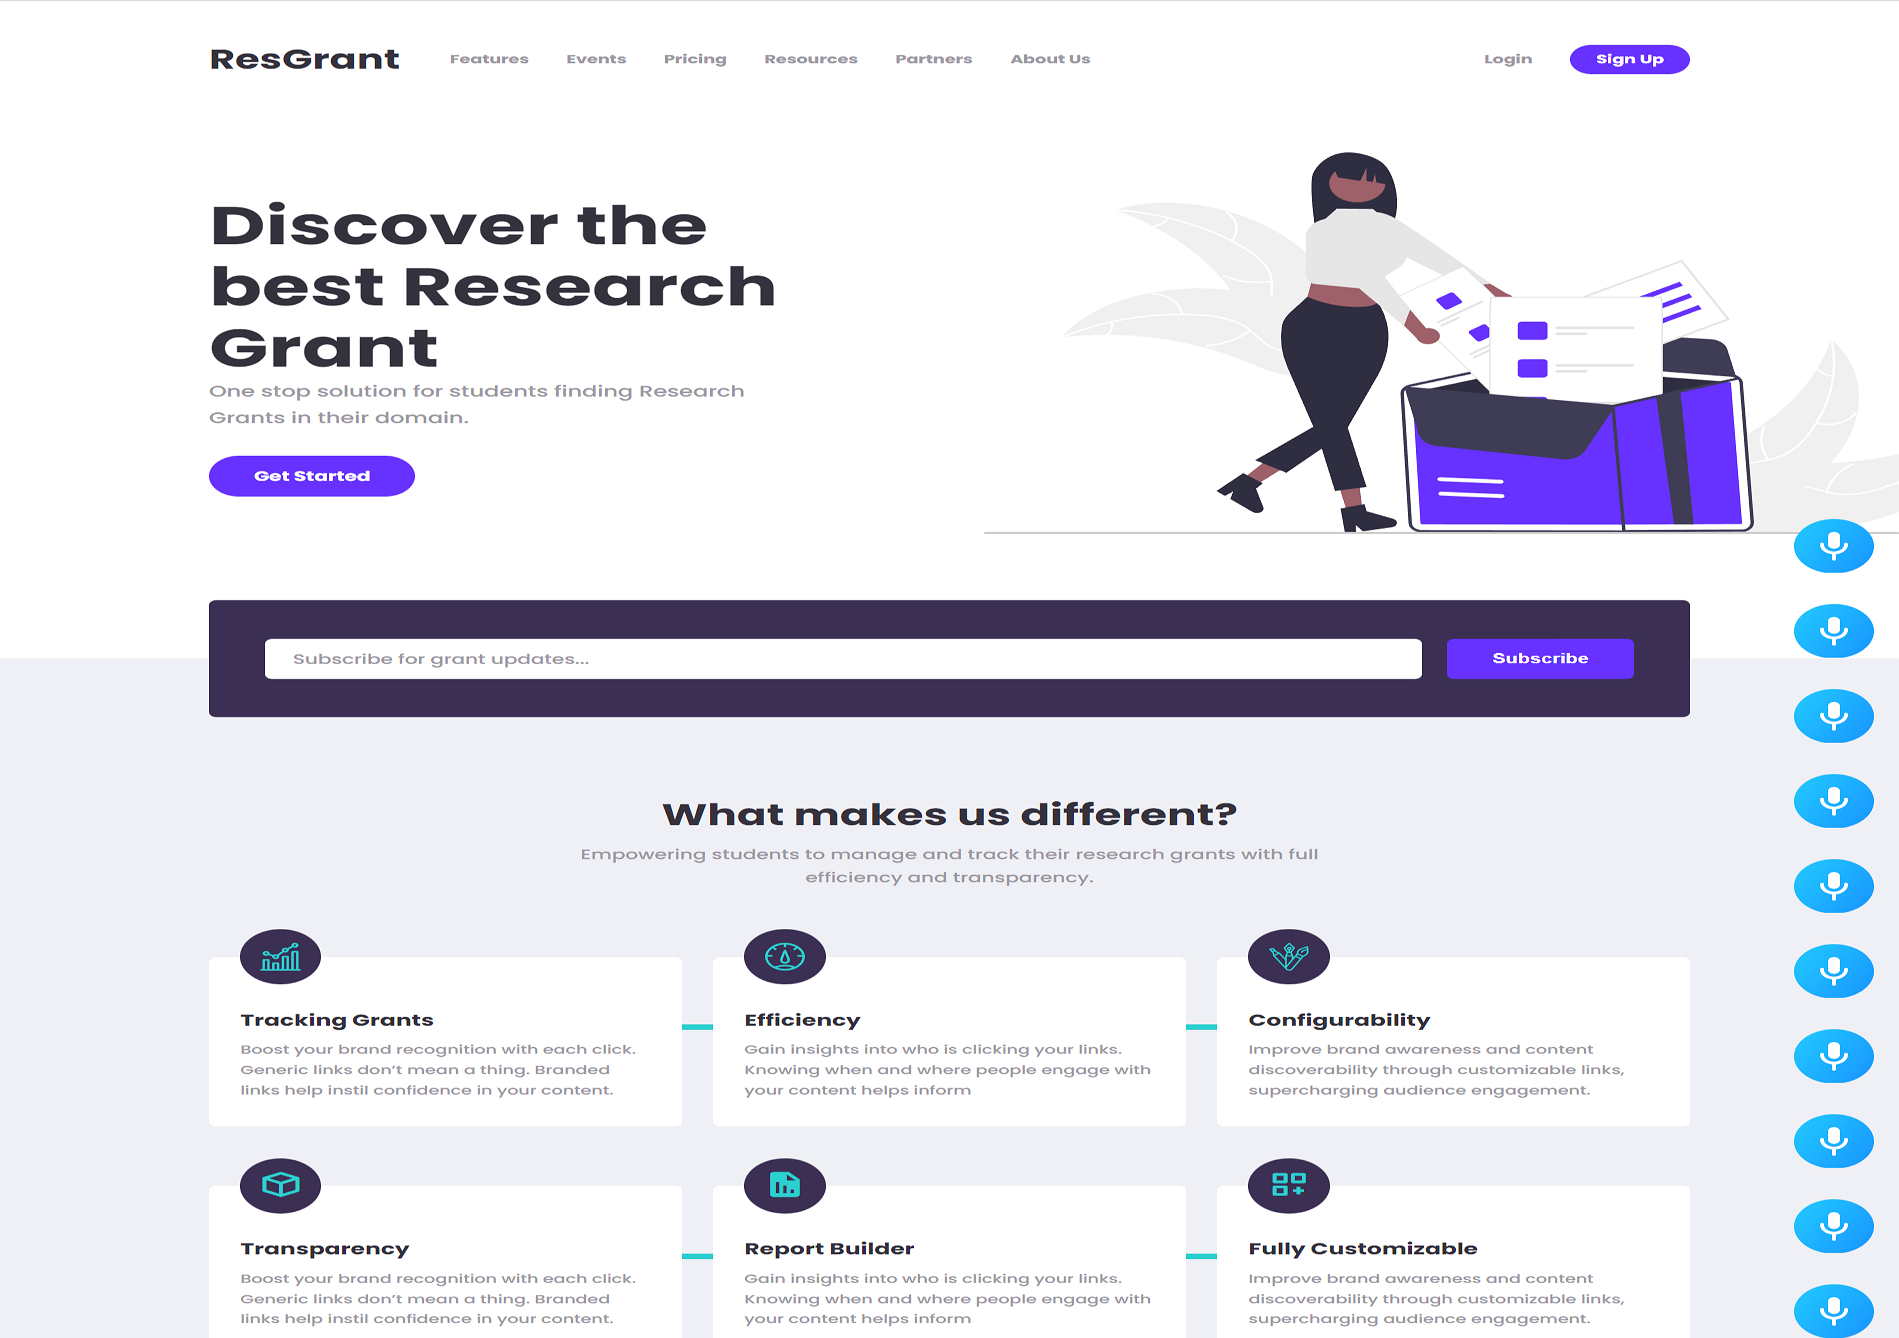 ResGrant
Features
Events
Pricing
Resources
Partners
About Us
Login
Sign Up
Discover the
best Research
Grant
One stop solution for students finding Research
Grants in their domain.
Get Started
Subscribe for grant updates...
Subscribe
What makes us different?
Empowering students to manage and track their research grants with full
efficiency and transparency.
Tracking Grants
Boost your brand recognition with each click.
Generic links don’t mean a thing. Branded
links help instil confidence in your content.
Efficiency
Gain insights into who is clicking your links.
Knowing when and where people engage with
your content helps inform
Configurability
Improve brand awareness and content
discoverability through customizable links,
supercharging audience engagement.
Transparency
Boost your brand recognition with each click.
Generic links don’t mean a thing. Branded
links help instil confidence in your content.
Report Builder
Gain insights into who is clicking your links.
Knowing when and where people engage with
your content helps inform
Fully Customizable
Improve brand awareness and content
discoverability through customizable links,
supercharging audience engagement.